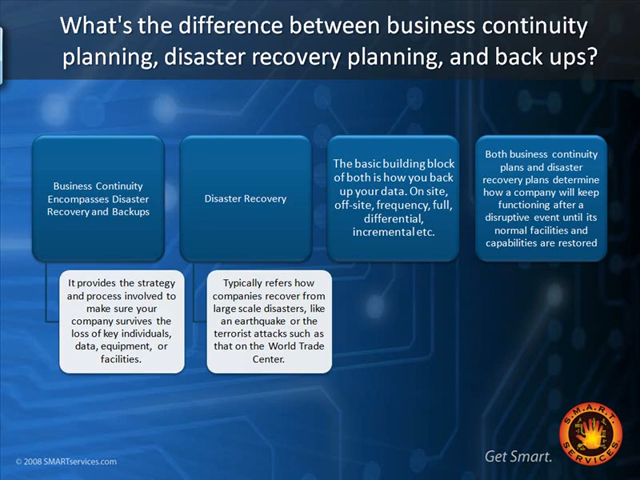 What's the difference between business continuity
planning, disaster recovery planning, and back ups?
Business Continuity
Encompasses Disaster
Recovery and Backups
It provides the strategy
and process involved to
make sure your
company survives the
loss of key individuals,
data, equipment, or
facilities.
Disaster Recovery
Typically refers how
companies recover from
large scale disasters, like
an earthquake or the
terrorist attacks such as
that on the World Trade
Center.
The basic building block
of both is how you back
up your data. On site,
off-site, frequency, full,
differential,
incremental etc.
Both business continuity
plans and disaster
recovery plans determine
how a company will keep
functioning after a
disruptive event until its
normal facilities and
capabilities are restored
© 2008 SMARTservices.com
Get Smart.
S.M.A.R.T.
SERVICES